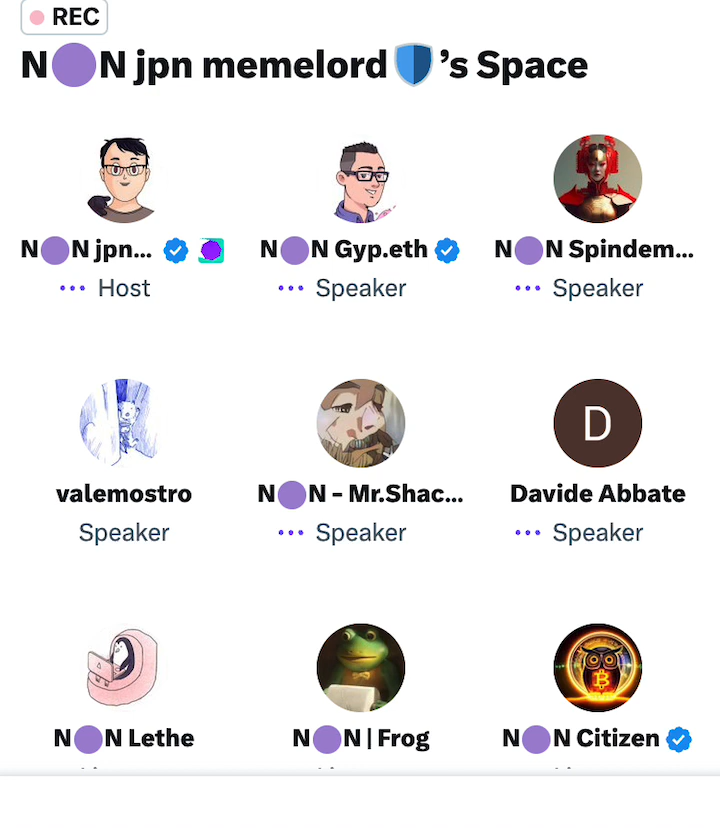 REC
N🟣N jpn memelord🛡️’s Space
N🟣N jpn... N🟣N Gyp.eth N🟣N Spindem...
Host Speaker Speaker
D
valemostro N🟣N – Mr.Shac... Davide Abbate
Speaker Speaker Speaker
N🟣N Lethe N🟣N | Frog N🟣N Citizen